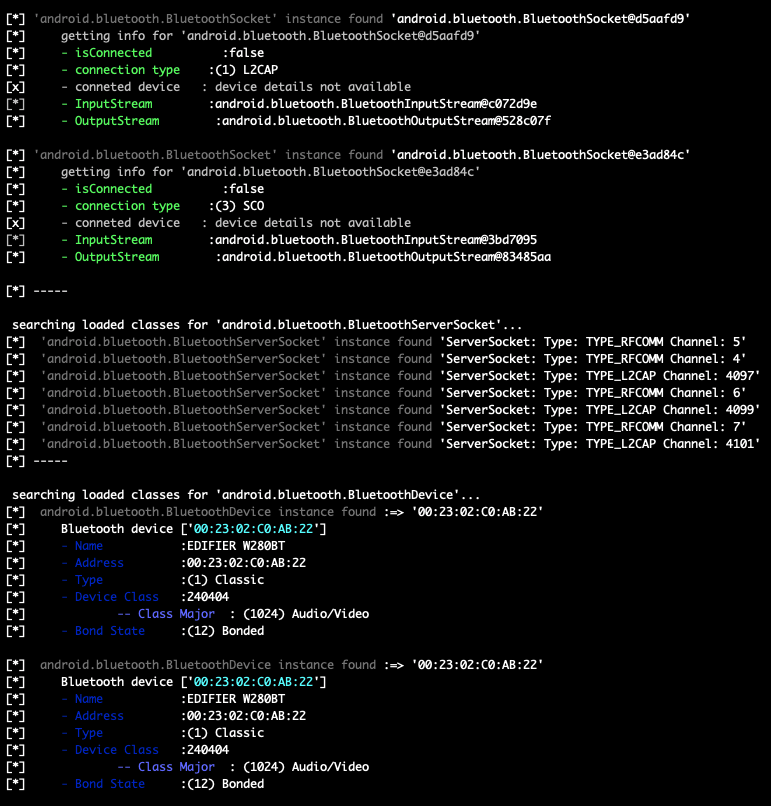 [*] 'android.bluetooth.BluetoothSocket' instance found 'android.bluetooth.BluetoothSocket@d5aafd9'
[*] getting info for 'android.bluetooth.BluetoothSocket@d5aafd9'
[*] - isConnected :false
[*] - connection type :(1) L2CAP
[x] - conneted device : device details not available
[*] - InputStream :android.bluetooth.BluetoothInputStream@c072d9e
[*] - OutputStream :android.bluetooth.BluetoothOutputStream@528c07f
[*] 'android.bluetooth.BluetoothSocket' instance found 'android.bluetooth.BluetoothSocket@e3ad84c'
[*] getting info for 'android.bluetooth.BluetoothSocket@e3ad84c'
[*] - isConnected :false
[*] - connection type :(3) SCO
[x] - conneted device : device details not available
[*] - InputStream :android.bluetooth.BluetoothInputStream@3bd7095
[*] - OutputStream :android.bluetooth.BluetoothOutputStream@83485aa
[*] -----
searching loaded classes for 'android.bluetooth.BluetoothServerSocket'...
[*] 'android.bluetooth.BluetoothServerSocket' instance found 'ServerSocket: Type: TYPE_RFCOMM Channel: 5'
[*] 'android.bluetooth.BluetoothServerSocket' instance found 'ServerSocket: Type: TYPE_RFCOMM Channel: 4'
[*] 'android.bluetooth.BluetoothServerSocket' instance found 'ServerSocket: Type: TYPE_L2CAP Channel: 4097'
[*] 'android.bluetooth.BluetoothServerSocket' instance found 'ServerSocket: Type: TYPE_RFCOMM Channel: 6'
[*] 'android.bluetooth.BluetoothServerSocket' instance found 'ServerSocket: Type: TYPE_L2CAP Channel: 4099'
[*] 'android.bluetooth.BluetoothServerSocket' instance found 'ServerSocket: Type: TYPE_RFCOMM Channel: 7'
[*] 'android.bluetooth.BluetoothServerSocket' instance found 'ServerSocket: Type: TYPE_L2CAP Channel: 4101'
[*] -----
searching loaded classes for 'android.bluetooth.BluetoothDevice'...
[*] android.bluetooth.BluetoothDevice instance found :=> '00:23:02:C0:AB:22'
[*] Bluetooth device ['00:23:02:C0:AB:22']
[*] - Name :EDIFIER W280BT
[*] - Address :00:23:02:C0:AB:22
[*] - Type :(1) Classic
[*] - Device Class :240404
[*] -- Class Major : (1024) Audio/Video
[*] - Bond State :(12) Bonded
[*] android.bluetooth.BluetoothDevice instance found :=> '00:23:02:C0:AB:22'
[*] Bluetooth device ['00:23:02:C0:AB:22']
[*] - Name :EDIFIER W280BT
[*] - Address :00:23:02:C0:AB:22
[*] - Type :(1) Classic
[*] - Device Class :240404
[*] -- Class Major : (1024) Audio/Video
[*] - Bond State :(12) Bonded